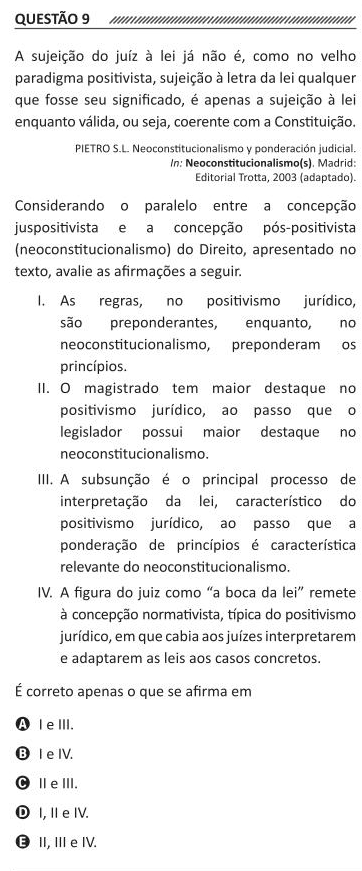 QUESTÃO 9
A sujeição do juíz à lei já não é, como no velho
paradigma positivista, sujeição à letra da lei qualquer
que fosse seu significado, é apenas a sujeição à lei
enquanto válida, ou seja, coerente com a Constituição.
PIETRO S.L. Neoconstitucionalismo y ponderación judicial.
In: Neoconstitucionalismo(s). Madrid:
Editorial Trotta, 2003 (adaptado).
Considerando o paralelo entre a concepção
juspositivista e a concepção pós-positivista
(neoconstitucionalismo) do Direito, apresentado no
texto, avalie as afirmações a seguir.
I. As regras, no positivismo jurídico,
são preponderantes, enquanto, no
neoconstitucionalismo, preponderam os
princípios.
II. O magistrado tem maior destaque no
positivismo jurídico, ao passo que o
legislador possui maior destaque no
neoconstitucionalismo.
III. A subsunção é o principal processo de
interpretação da lei, característico do
positivismo jurídico, ao passo que a
ponderação de princípios é característica
relevante do neoconstitucionalismo.
IV. A figura do juiz como “a boca da lei” remete
à concepção normativista, típica do positivismo
jurídico, em que cabia aos juízes interpretarem
e adaptarem as leis aos casos concretos.
É correto apenas o que se afirma em
A I e III.
B I e IV.
C II e III.
D I, II e IV.
E II, III e IV.